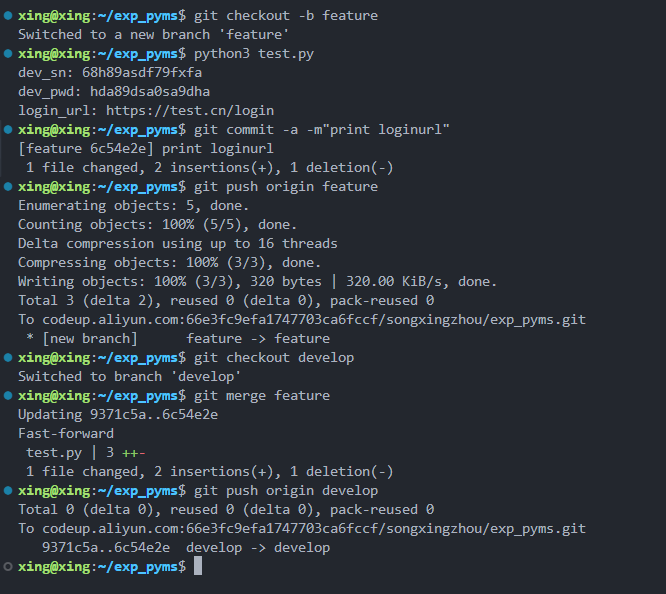 xing@xing:~/exp_pyms$ git checkout -b feature
Switched to a new branch 'feature'
xing@xing:~/exp_pyms$ python3 test.py
dev_sn: 68h89asdf79fxfa
dev_pwd: hda89dsa0sa9dha
login_url: https://test.cn/login
xing@xing:~/exp_pyms$ git commit -a -m"print loginurl"
[feature 6c54e2e] print loginurl
 1 file changed, 2 insertions(+), 1 deletion(-)
xing@xing:~/exp_pyms$ git push origin feature
Enumerating objects: 5, done.
Counting objects: 100% (5/5), done.
Delta compression using up to 16 threads
Compressing objects: 100% (3/3), done.
Writing objects: 100% (3/3), 320 bytes | 320.00 KiB/s, done.
Total 3 (delta 2), reused 0 (delta 0), pack-reused 0
To codeup.aliyun.com:66e3fc9efa1747703ca6fccf/songxingzhou/exp_pyms.git
 * [new branch]      feature -> feature
xing@xing:~/exp_pyms$ git checkout develop
Switched to branch 'develop'
xing@xing:~/exp_pyms$ git merge feature
Updating 9371c5a..6c54e2e
Fast-forward
 test.py | 3 ++-
 1 file changed, 2 insertions(+), 1 deletion(-)
xing@xing:~/exp_pyms$ git push origin develop
Total 0 (delta 0), reused 0 (delta 0), pack-reused 0
To codeup.aliyun.com:66e3fc9efa1747703ca6fccf/songxingzhou/exp_pyms.git
   9371c5a..6c54e2e  develop -> develop
xing@xing:~/exp_pyms$